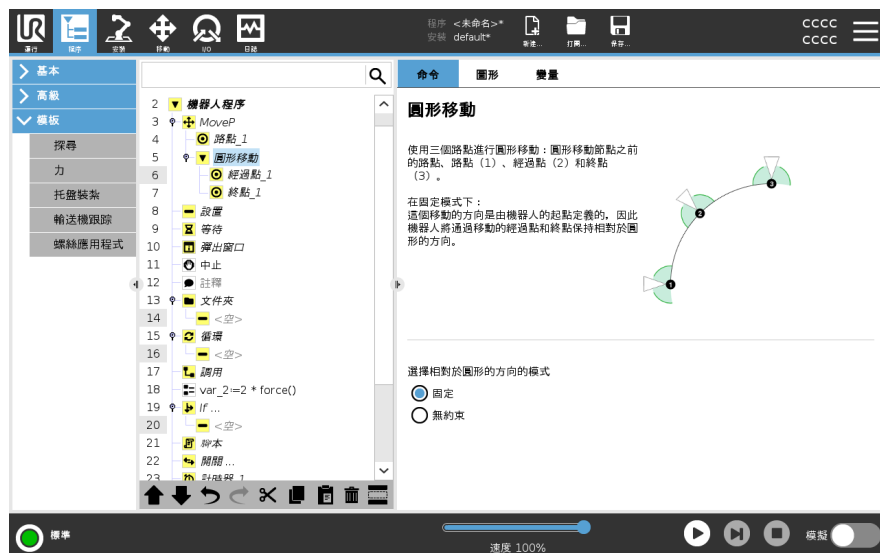 程序 <未命名>*
安裝 default*
CCCC
CCCC
運行
程序
安裝
移動
I/O
日誌
新建...
打開...
保存...
基本
高級
模板
探尋
力
托盤裝紮
輸送機跟踪
螺絲應用程式
2 機器人程序
3 MoveP
4 路點_1
5 圓形移動
6 經過點_1
7 終點_1
8 設置
9 等待
10 彈出窗口
11 中止
12 註釋
13 文件夾
14 <空>
15 循環
16 <空>
17 調用
18 var_2≔2 * force()
19 If ...
20 <空>
21 腳本
22 開關 ...
23 計時器_1
命令
圖形
變量
圓形移動
使用三個路點進行圓形移動：圓形移動節點之前
的路點、路點（1）、經過點（2）和終點
（3）。
在固定模式下：
這個移動的方向是由機器人的起點定義的，因此
機器人將通過移動的經過點和終點保持相對於圓
形的方向。
1
2
3
選擇相對於圓形的方向的模式
固定
無約束
標準
速度 100%
模擬